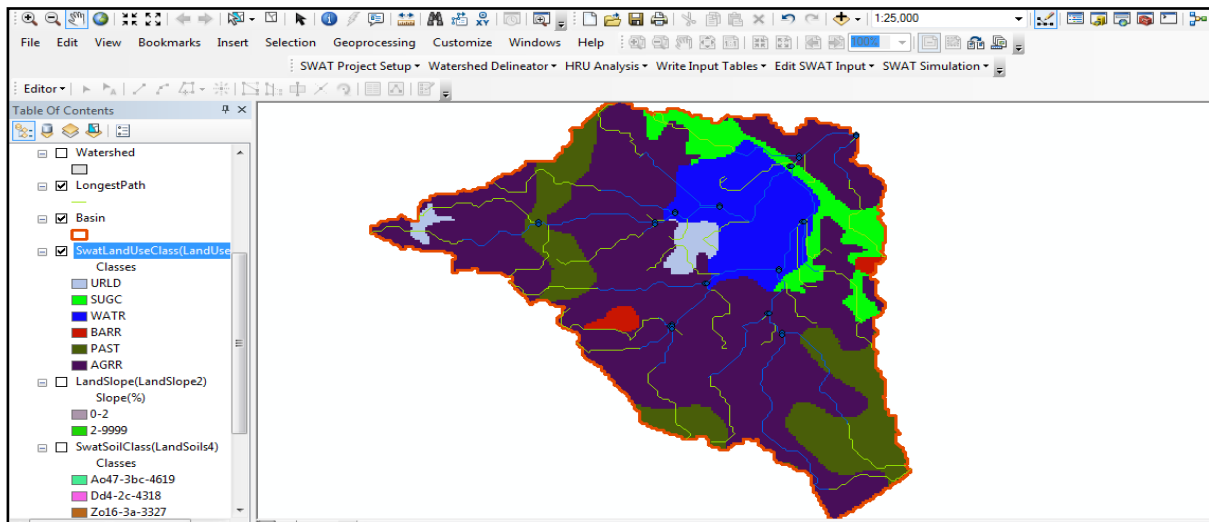 1:25,000
File Edit View Bookmarks Insert Selection Geoprocessing Customize Windows Help 100%
SWAT Project Setup Watershed Delineator HRU Analysis Write Input Tables Edit SWAT Input SWAT Simulation
Editor
Table Of Contents
Watershed
LongestPath
Basin
SwatLandUseClass(LandUse
Classes
URLD
SUGC
WATR
BARR
PAST
AGRR
LandSlope(LandSlope2)
Slope(%)
0-2
2-9999
SwatSoilClass(LandSoils4)
Classes
Ao47-3bc-4619
Dd4-2c-4318
Zo16-3a-3327